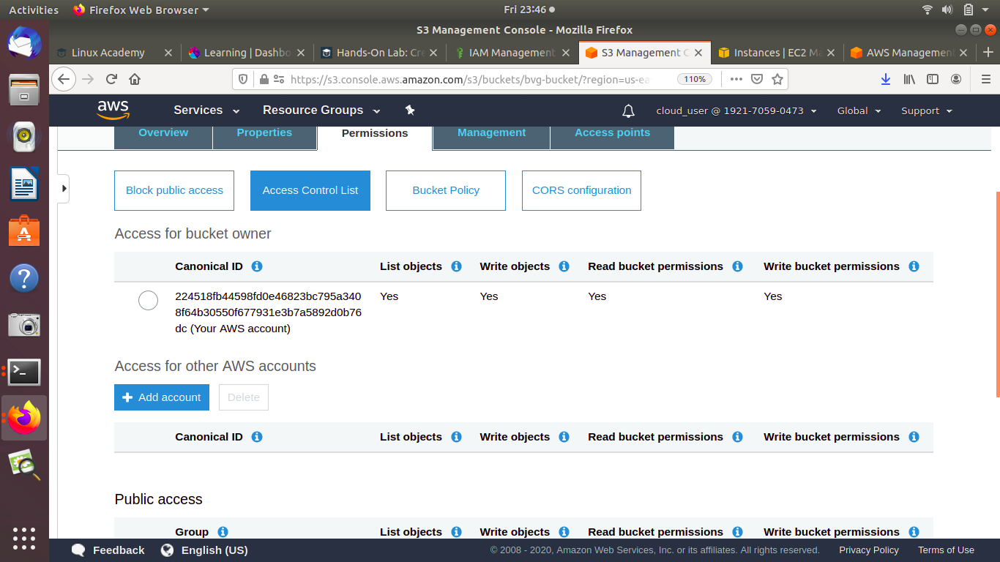 Activities Firefox Web Browser Fri 23:46
S3 Management Console - Mozilla Firefox
Linux Academy Learning | Dashbo Hands-On Lab: Cre IAM Management S3 Management C Instances | EC2 Ma AWS Management
https://s3.console.aws.amazon.com/s3/buckets/bvg-bucket/?region=us-ea 110%
aws Services Resource Groups cloud_user @ 1921-7059-0473 Global Support
Overview Properties Permissions Management Access points
Block public access Access Control List Bucket Policy CORS configuration
Access for bucket owner
Canonical ID List objects Write objects Read bucket permissions Write bucket permissions
224518fb44598fd0e46823bc795a340 Yes Yes Yes Yes
8f64b30550f677931e3b7a5892d0b76
dc (Your AWS account)
Access for other AWS accounts
Add account Delete
Canonical ID List objects Write objects Read bucket permissions Write bucket permissions
Public access
Group List objects Write objects Read bucket permissions Write bucket permissions
Feedback English (US) © 2008 - 2020, Amazon Web Services, Inc. or its affiliates. All rights reserved. Privacy Policy Terms of Use